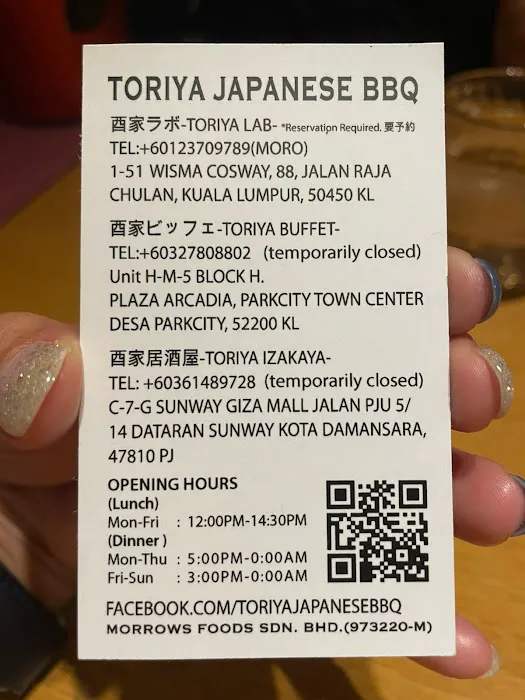 TORIYA JAPANESE BBQ
酉家ラボ-TORIYA LAB- *Reservation Required. 要予約
TEL:+60123709789(MORO)
1-51 WISMA COSWAY, 88, JALAN RAJA
CHULAN, KUALA LUMPUR, 50450 KL
酉家ビッフェ-TORIYA BUFFET-
TEL:+60327808802 (temporarily closed)
Unit H-M-5 BLOCK H.
PLAZA ARCADIA, PARKCITY TOWN CENTER
DESA PARKCITY, 52200 KL
酉家居酒屋-TORIYA IZAKAYA-
TEL: +60361489728 (temporarily closed)
C-7-G SUNWAY GIZA MALL JALAN PJU 5/
14 DATARAN SUNWAY KOTA DAMANSARA,
47810 PJ
OPENING HOURS
(Lunch)
Mon-Fri : 12:00PM-14:30PM
(Dinner )
Mon-Thu : 5:00PM-0:00AM
Fri-Sun : 3:00PM-0:00AM
FACEBOOK.COM/TORIYAJAPANESEBBQ
MORROWS FOODS SDN. BHD.(973220-M)